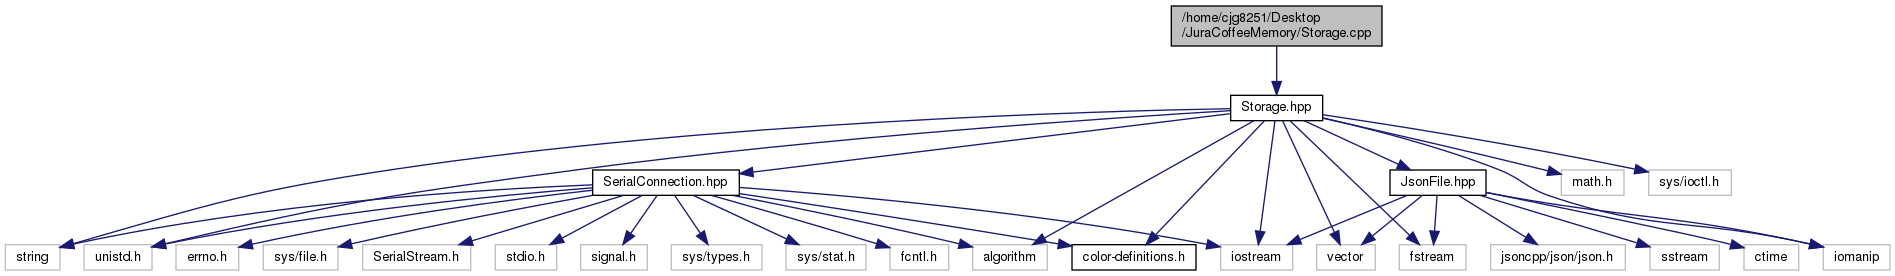 /home/cjg8251/Desktop
/JuraCoffeeMemory/Storage.cpp
Storage.hpp
SerialConnection.hpp
JsonFile.hpp
math.h
sys/ioctl.h
string
unistd.h
errno.h
sys/file.h
SerialStream.h
stdio.h
signal.h
sys/types.h
sys/stat.h
fcntl.h
algorithm
color-definitions.h
iostream
vector
fstream
jsoncpp/json/json.h
sstream
ctime
iomanip